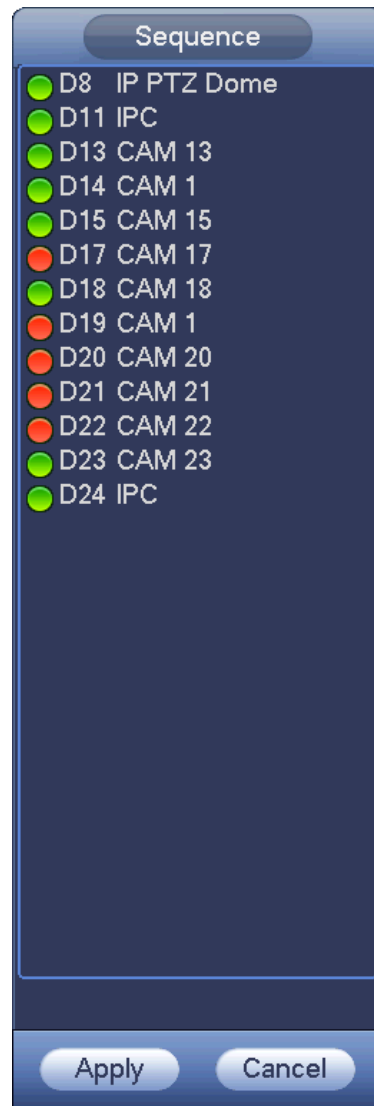 Sequence
D8 IP PTZ Dome
D11 IPC
D13 CAM 13
D14 CAM 1
D15 CAM 15
D17 CAM 17
D18 CAM 18
D19 CAM 1
D20 CAM 20
D21 CAM 21
D22 CAM 22
D23 CAM 23
D24 IPC
Apply Cancel